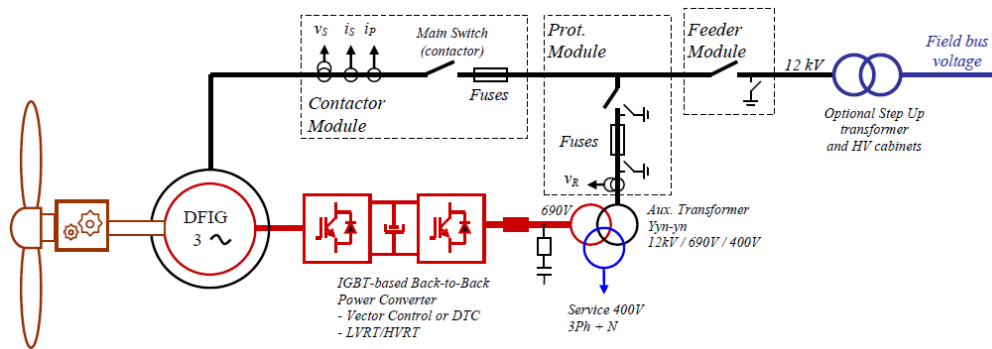 vS iS iP
Main Switch
(contactor)
Fuses
Contactor
Module
Prot.
Module
Fuses
vR
Feeder
Module
12 kV
Field bus
voltage
Optional Step Up
transformer
and HV cabinets
DFIG
3 ~
690V
Aux. Transformer
Yyn-yn
12kV / 690V / 400V
IGBT-based Back-to-Back
Power Converter
- Vector Control or DTC
- LVRT/HVRT
Service 400V
3Ph + N